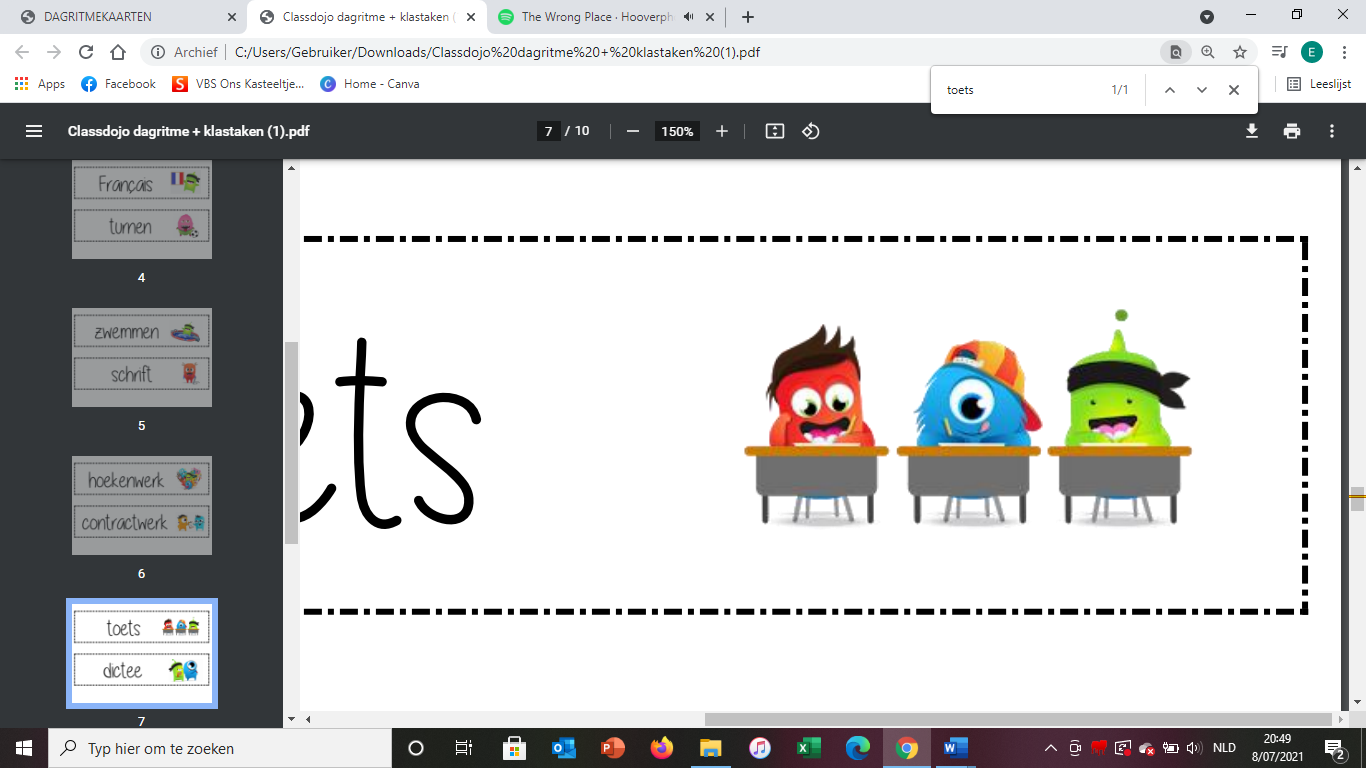 DAGRITMEKAARTEN
Classdojo dagritme + klastaken (
The Wrong Place · Hooverph
Archief
C:/Users/Gebruiker/Downloads/Classdojo%20dagritme%20+%20klastaken%20(1).pdf
E
Apps
Facebook
VBS Ons Kasteeltje...
Home - Canva
Leeslijst
toets
1/1
Classdojo dagritme + klastaken (1).pdf
7 / 10
150%
Français
turnen
4
zwemmen
schrift
5
hoekenwerk
contractwerk
6
toets
dictee
7
ets
Typ hier om te zoeken
NLD
20:49
8/07/2021
2